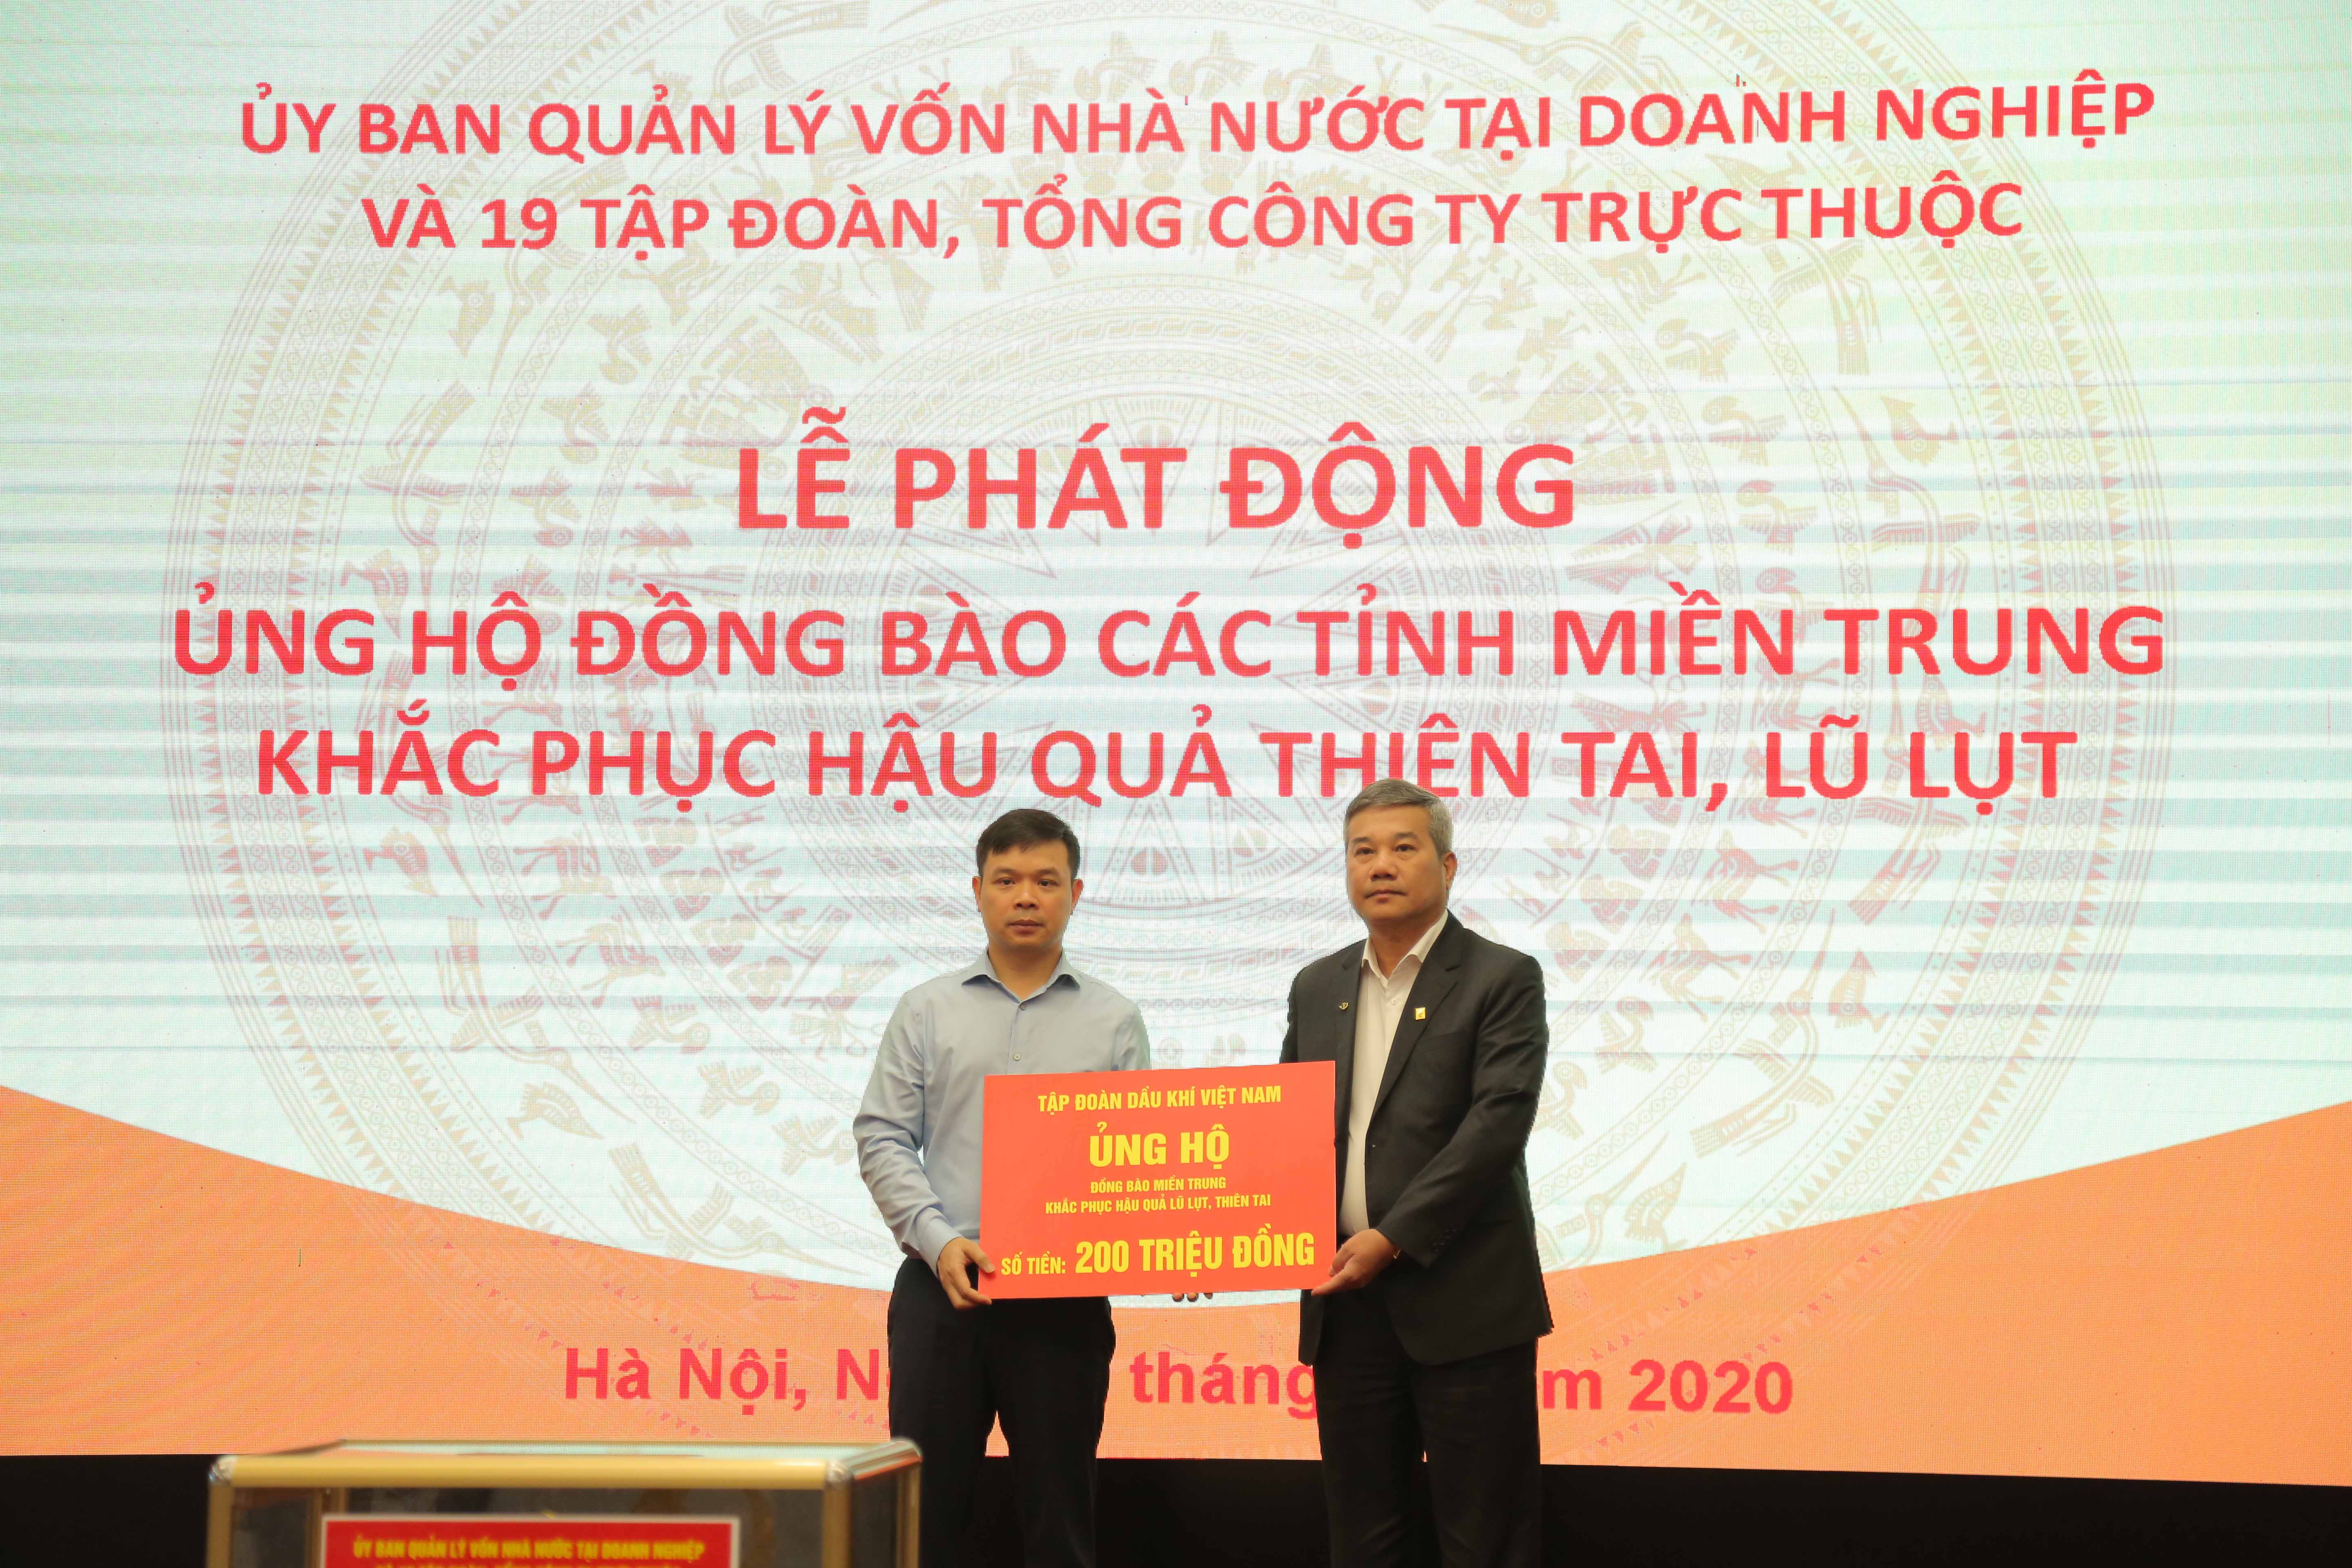 ỦY BAN QUẢN LÝ VỐN NHÀ NƯỚC TẠI DOANH NGHIỆP
VÀ 19 TẬP ĐOÀN, TỔNG CÔNG TY TRỰC THUỘC
LỄ PHÁT ĐỘNG
ỦNG HỘ ĐỒNG BÀO CÁC TỈNH MIỀN TRUNG
KHẮC PHỤC HẬU QUẢ THIÊN TAI, LŨ LỤT
TẬP ĐOÀN DẦU KHÍ VIỆT NAM
ỦNG HỘ
ĐỒNG BÀO MIỀN TRUNG
KHẮC PHỤC HẬU QUẢ LŨ LỤT, THIÊN TAI
SỐ TIỀN: 200 TRIỆU ĐỒNG
Hà Nội, tháng 2020
ỦY BAN QUẢN LÝ VỐN NHÀ NƯỚC TẠI DOANH NGHIỆP